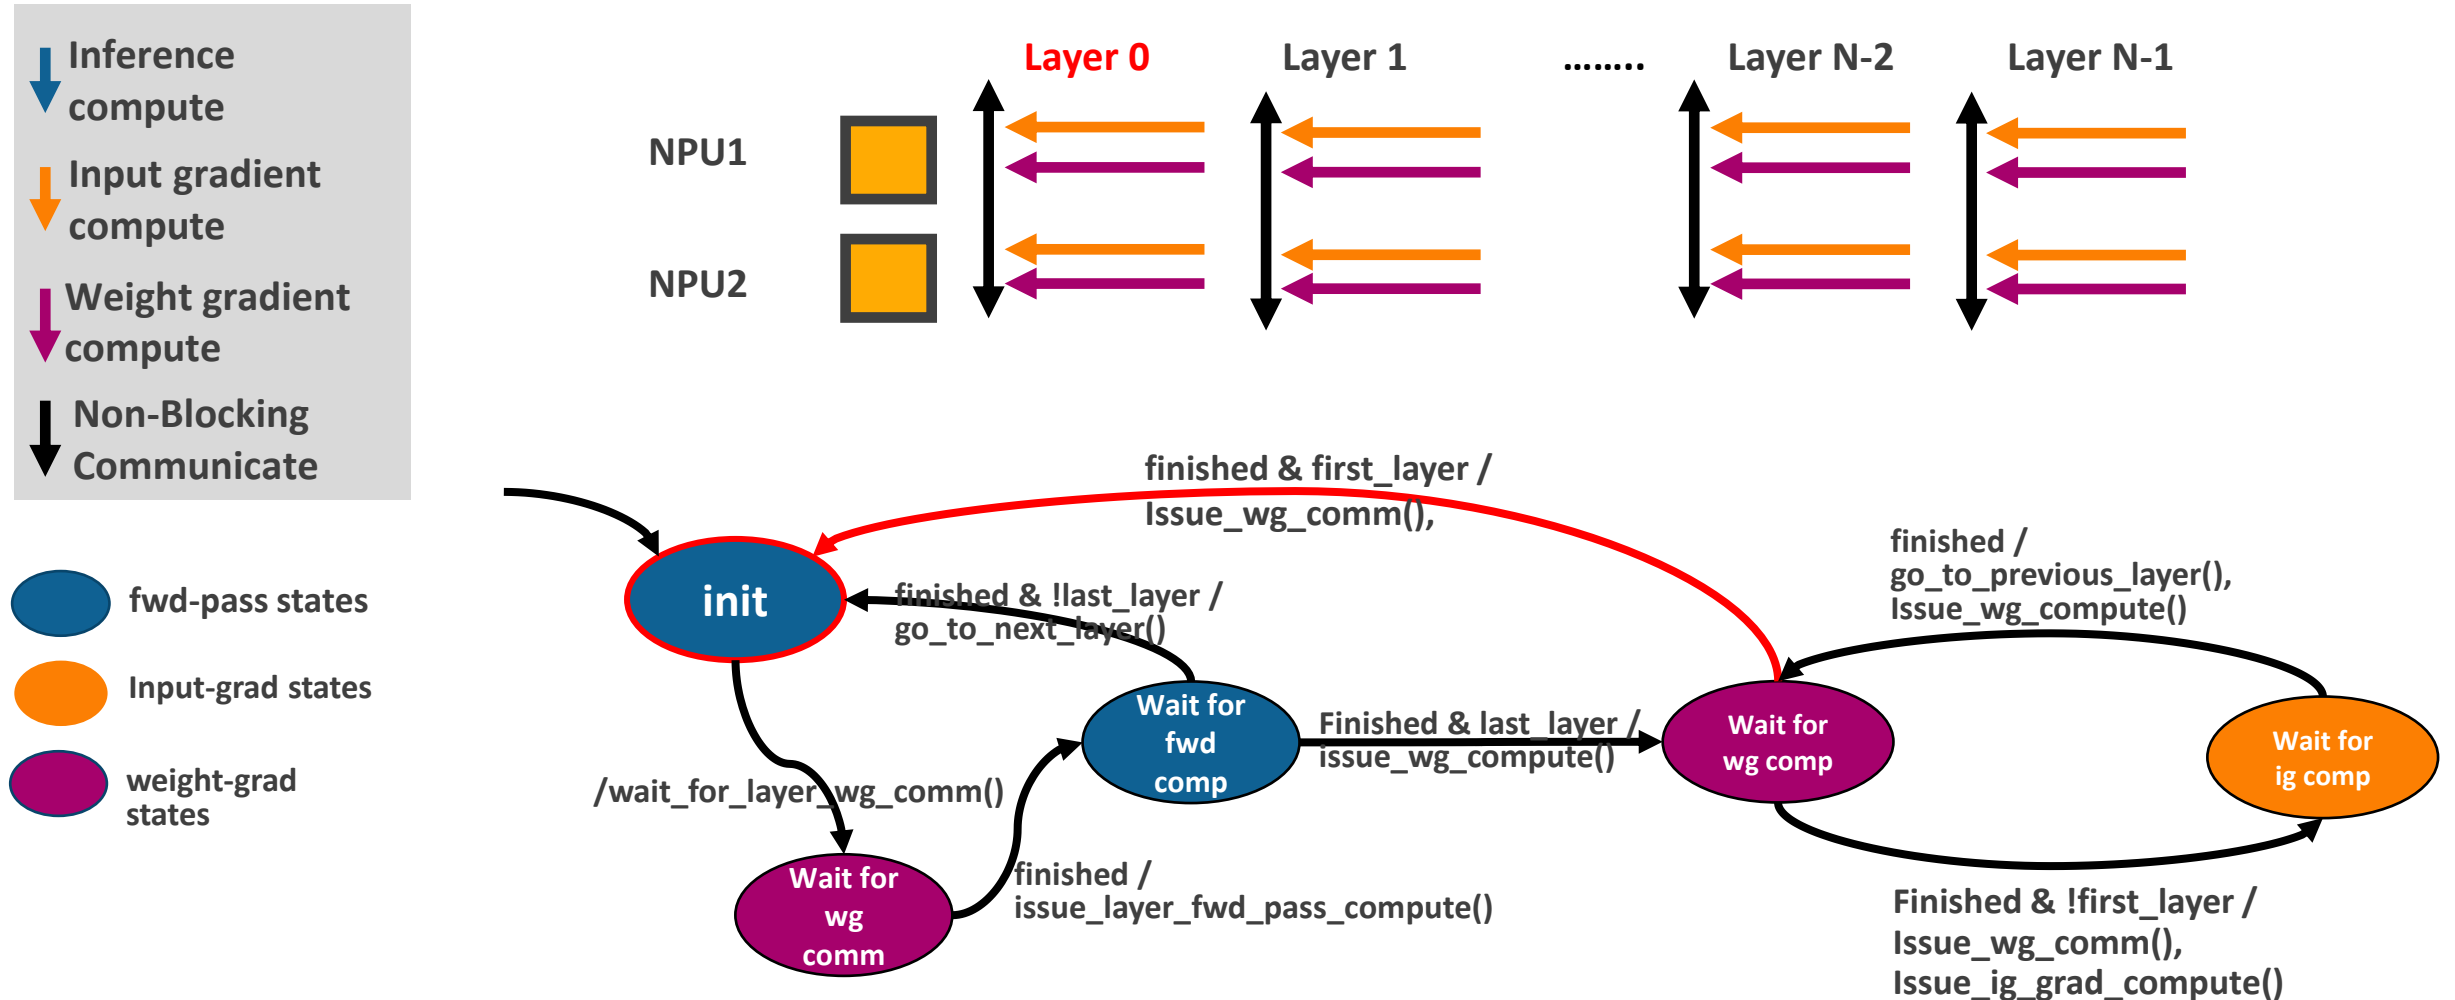 Inference
compute
Input gradient
compute
Weight gradient
compute
Non-Blocking
Communicate
fwd-pass states
Input-grad states
weight-grad
states
Layer 0
Layer 1
........
Layer N-2
Layer N-1
NPU1
NPU2
finished & first_layer /
Issue_wg_comm(),
init
finished & !last_layer /
go_to_next_layer()
finished /
go_to_previous_layer(),
Issue_wg_compute()
Wait for
fwd
comp
Finished & last_layer /
issue_wg_compute()
Wait for
wg comp
Wait for
ig comp
/wait_for_layer_wg_comm()
Wait for
wg
comm
finished /
issue_layer_fwd_pass_compute()
Finished & !first_layer /
Issue_wg_comm(),
Issue_ig_grad_compute()